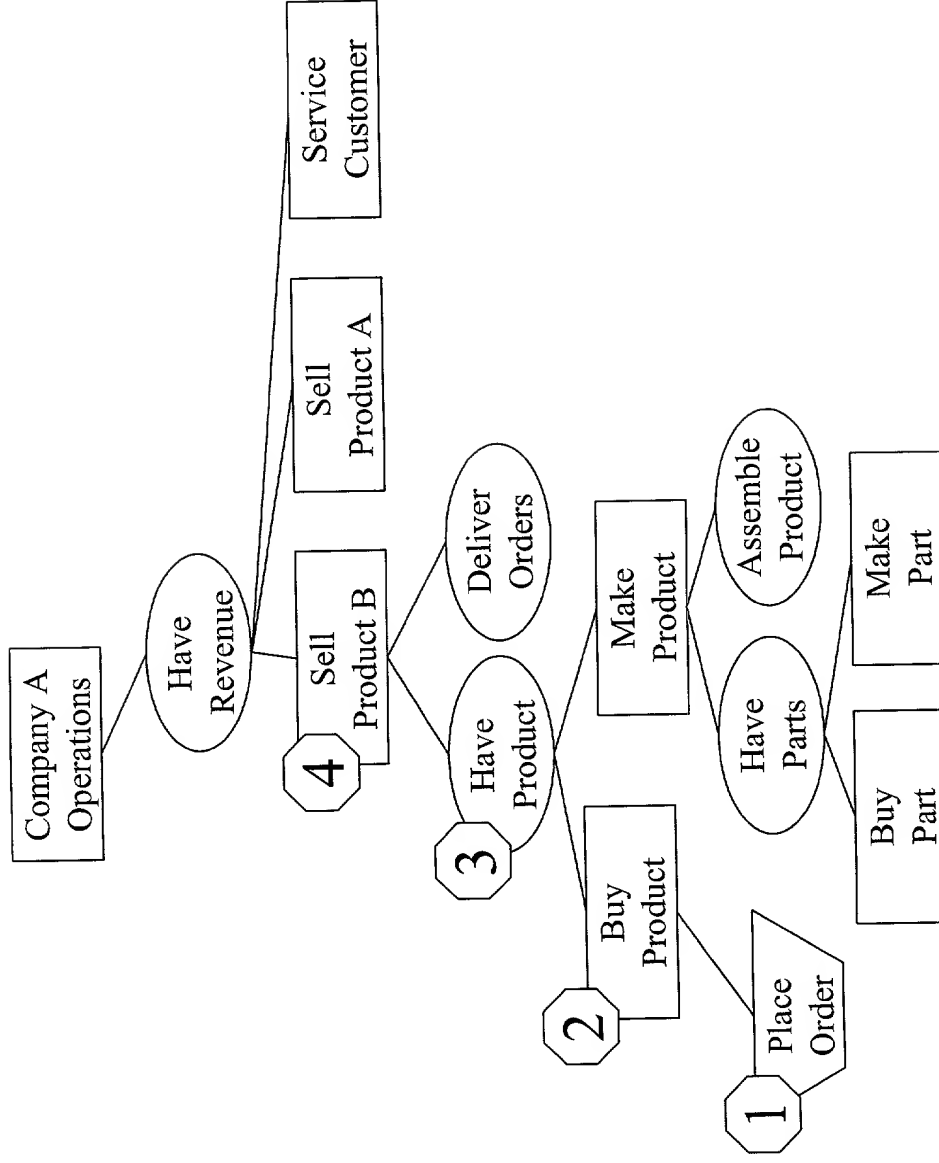 Company A
Operations
Have
Revenue
4
Sell
Product B
Sell
Product A
Service
Customer
3
Have
Product
Deliver
Orders
2
Buy
Product
Make
Product
1
Place
Order
Have
Parts
Assemble
Product
Buy
Part
Make
Part